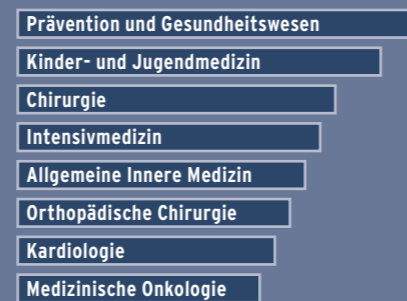 Prävention und Gesundheitswesen
Kinder- und Jugendmedizin
Chirurgie
Intensivmedizin
Allgemeine Innere Medizin
Orthopädische Chirurgie
Kardiologie
Medizinische Onkologie